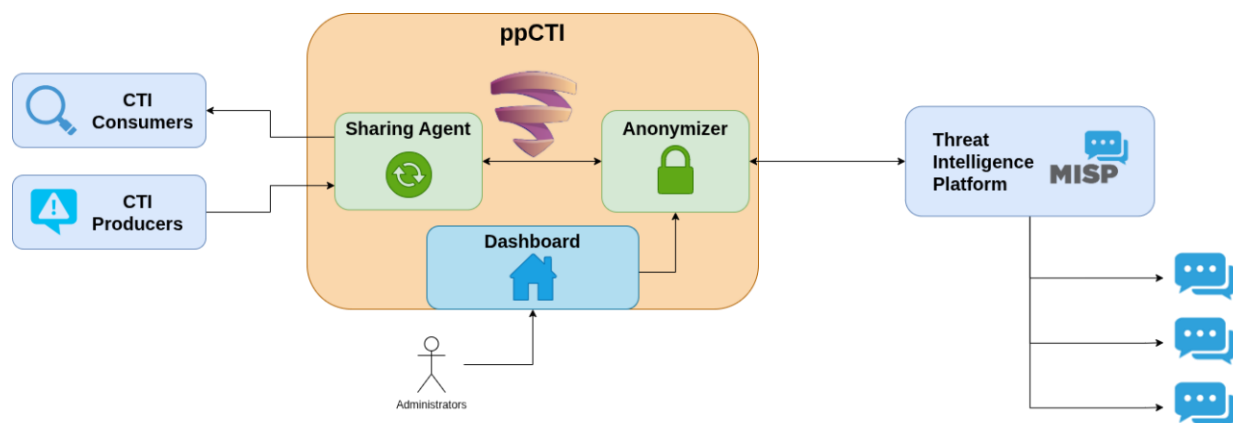 ppCTI
CTI
Consumers
Sharing Agent
Anonymizer
Threat
Intelligence
Platform
MISP
CTI
Producers
Dashboard
Administrators